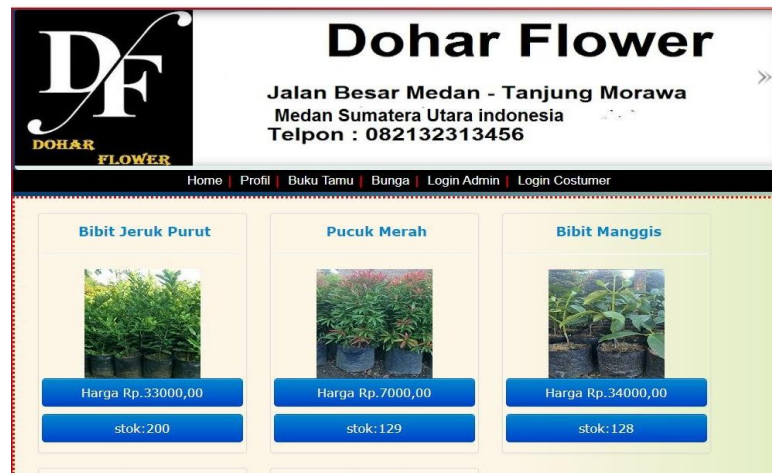 DF
DOHAR
FLOWER
Dohar Flower
Jalan Besar Medan - Tanjung Morawa
Medan Sumatera Utara indonesia
Telpon : 082132313456
»
Home | Profil | Buku Tamu | Bunga | Login Admin | Login Costumer
Bibit Jeruk Purut
Pucuk Merah
Bibit Manggis
Harga Rp.33000,00
Harga Rp.7000,00
Harga Rp.34000,00
stok:200
stok:129
stok:128